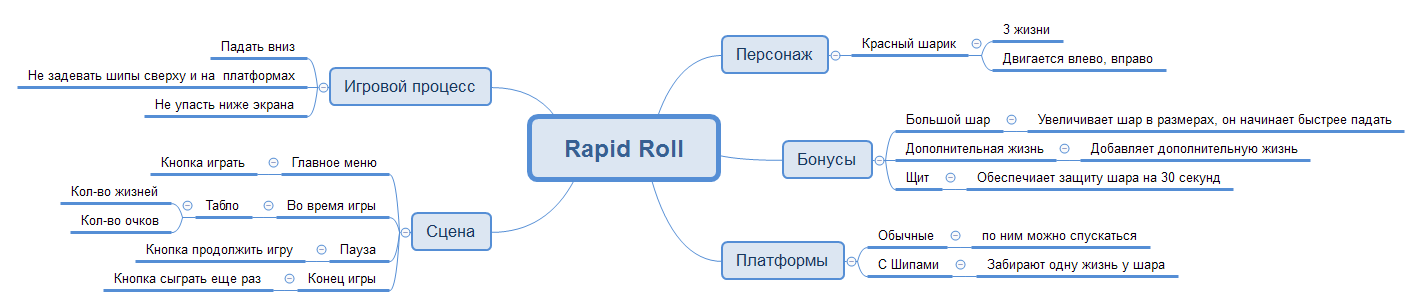 Rapid Roll
Игровой процесс
Падать вниз
Не задевать шипы сверху и на платформах
Не упасть ниже экрана
Сцена
Главное меню
Кнопка играть
Во время игры
Табло
Кол-во жизней
Кол-во очков
Пауза
Кнопка продолжить игру
Конец игры
Кнопка сыграть еще раз
Персонаж
Красный шарик
3 жизни
Двигается влево, вправо
Бонусы
Большой шар
Увеличивает шар в размерах, он начинает быстрее падать
Дополнительная жизнь
Добавляет дополнительную жизнь
Щит
Обеспечиает защиту шара на 30 секунд
Платформы
Обычные
по ним можно спускаться
С Шипами
Забирают одну жизнь у шара